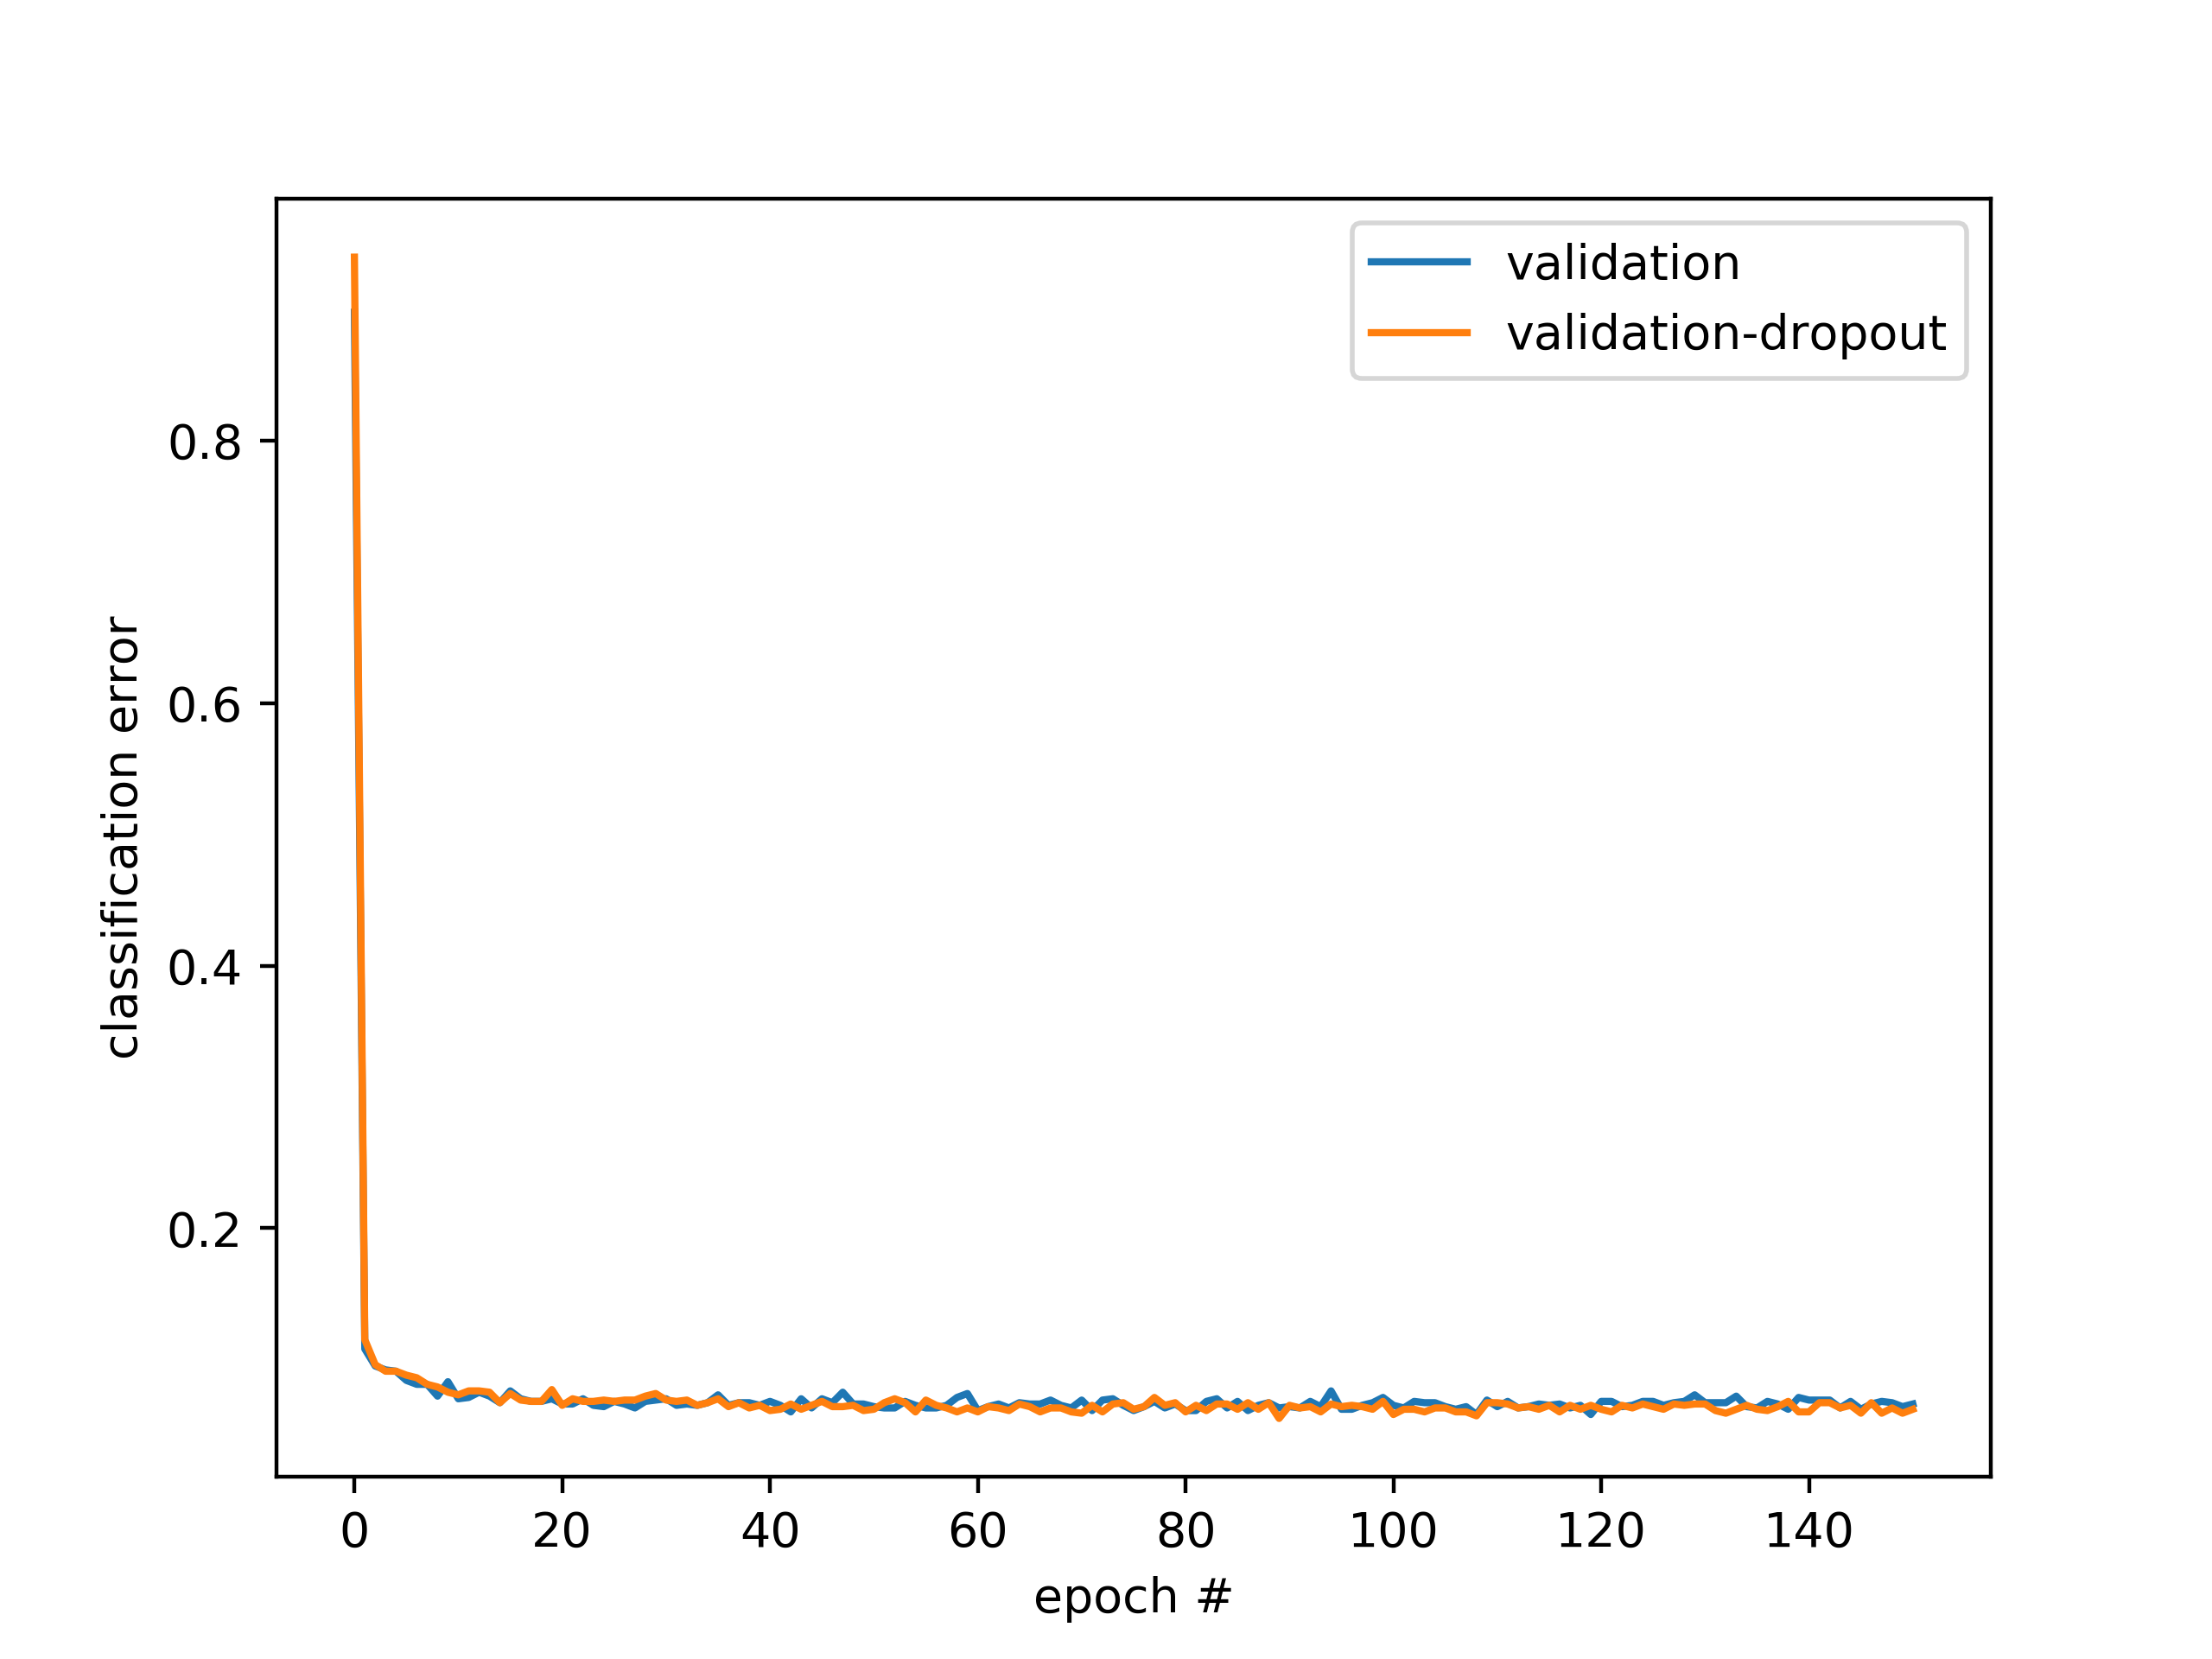 validation
validation-dropout
0.8
0.6
0.4
0.2
classification error
0 20 40 60 80 100 120 140
epoch #